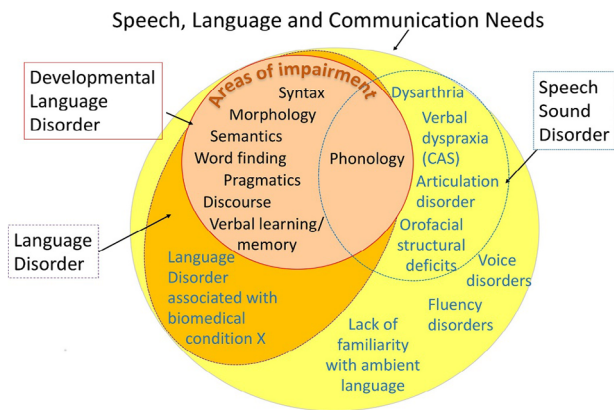 Speech, Language and Communication Needs
Developmental
Language
Disorder
Areas of impairment
Syntax
Morphology
Semantics
Word finding
Pragmatics
Discourse
Verbal learning/
memory
Phonology
Dysarthria
Verbal
dyspraxia
(CAS)
Articulation
disorder
Orofacial
structural
deficits
Speech
Sound
Disorder
Language
Disorder
Language
Disorder
associated with
biomedical
condition X
Voice
disorders
Fluency
disorders
Lack of
familiarity
with ambient
language